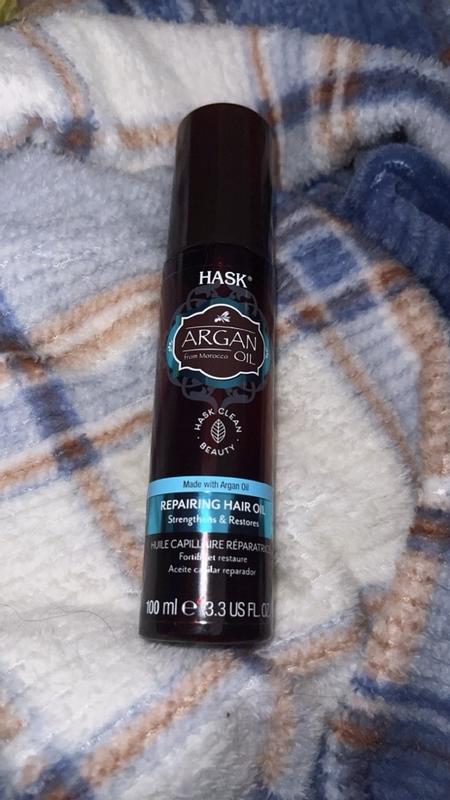 HASK®
ARGAN
from Morocco OIL
HASK CLEAN
BEAUTY
Made with Argan Oil
REPAIRING HAIR OIL
Strengthens & Restores
HUILE CAPILLAIRE RÉPARATRICE
Fortifie et restaure
Aceite capilar reparador
100 ml ℮ 3.3 US FL. OZ